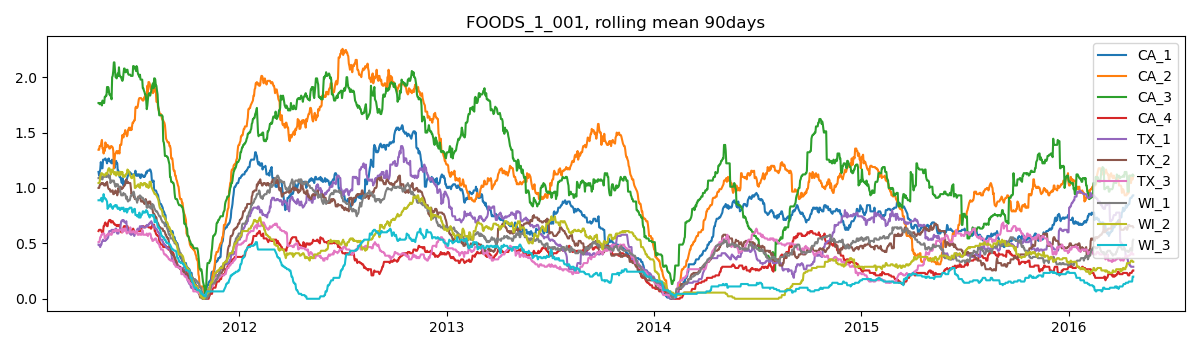 FOODS_1_001, rolling mean 90days
2.0
1.5
1.0
0.5
0.0
2012 2013 2014 2015 2016
CA_1
CA_2
CA_3
CA_4
TX_1
TX_2
TX_3
WI_1
WI_2
WI_3